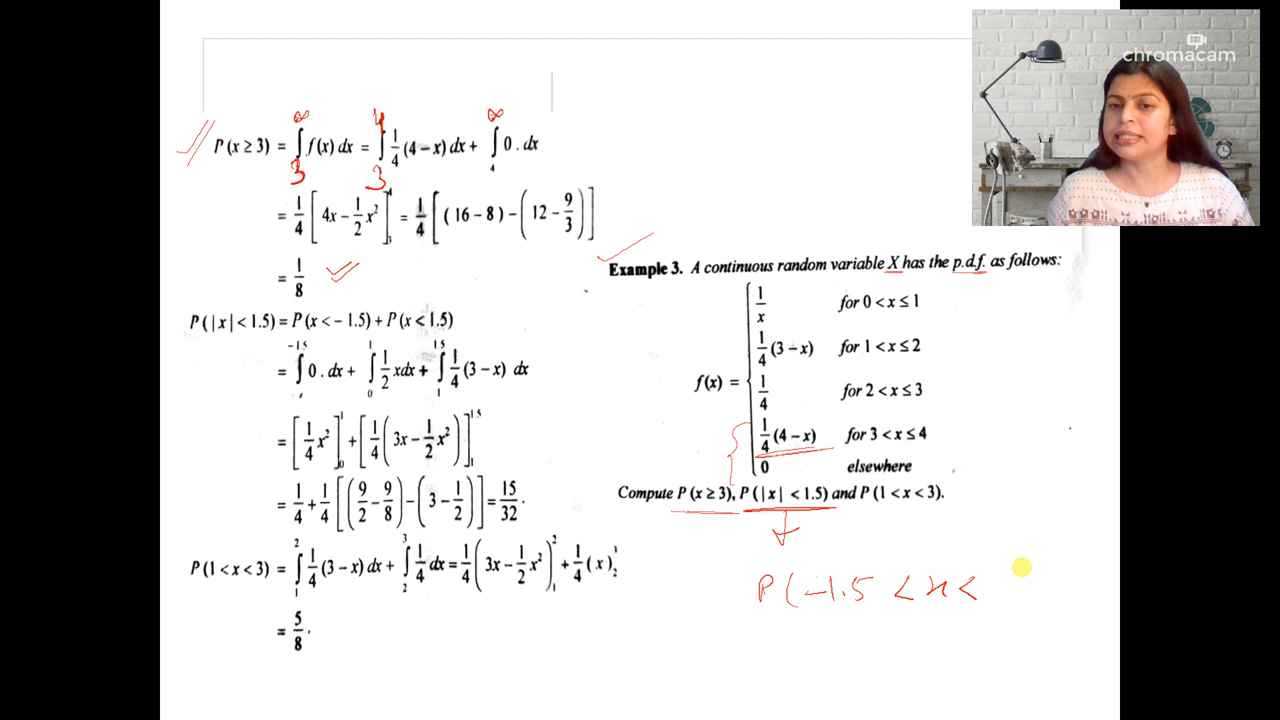 chromacam
P(x ≥ 3) = ∫₃^∞ f(x) dx = ∫₃⁴ 1/4 (4 – x) dx + ∫₄^∞ 0 . dx
= 1/4 [4x – 1/2 x²]₃⁴ = 1/4 [(16 – 8) – (12 – 9/3)]
= 1/8
P(|x| < 1.5) = P(x < – 1.5) + P(x < 1.5)
= ∫^–1.5 0 . dx + ∫₀¹ 1/2 xdx + ∫₁^1.5 1/4 (3 – x) dx
= [1/4 x²]₀¹ + [1/4 (3x – 1/2 x²)]₁^1.5
= 1/4 + 1/4 [(9/2 – 9/8) – (3 – 1/2)] = 15/32 .
P(1 < x < 3) = ∫₁² 1/4 (3 – x) dx + ∫₂³ 1/4 dx = 1/4 (3x – 1/2 x²)₁² + 1/4 (x)₂³
= 5/8 .
Example 3. A continuous random variable X has the p.d.f. as follows:
1/x for 0 < x ≤ 1
1/4 (3 – x) for 1 < x ≤ 2
f(x) = 1/4 for 2 < x ≤ 3
1/4 (4 – x) for 3 < x ≤ 4
0 elsewhere
Compute P (x ≥ 3), P(|x| < 1.5) and P(1 < x < 3).
P(–1.5 < x <